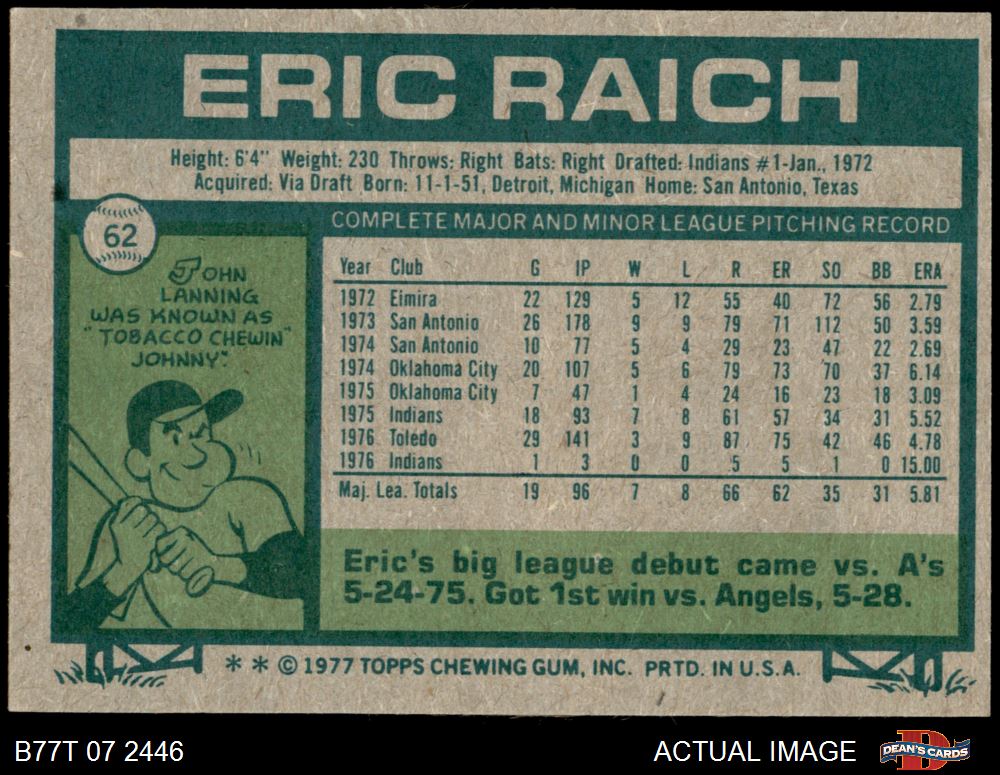 ERIC RAICH
Height: 6'4" Weight: 230 Throws: Right Bats: Right Drafted: Indians #1-Jan., 1972
Acquired: Via Draft Born: 11-1-51, Detroit, Michigan Home: San Antonio, Texas
62
JOHN
LANNING
WAS KNOWN AS
"TOBACCO CHEWIN'
JOHNNY".
COMPLETE MAJOR AND MINOR LEAGUE PITCHING RECORD
Year Club G IP W L R ER SO BB ERA
1972 Elmira 22 129 5 12 55 40 72 56 2.79
1973 San Antonio 26 178 9 9 79 71 112 50 3.59
1974 San Antonio 10 77 5 4 29 23 47 22 2.69
1974 Oklahoma City 20 107 5 6 79 73 70 37 6.14
1975 Oklahoma City 7 47 1 4 24 16 23 18 3.09
1975 Indians 18 93 7 8 61 57 34 31 5.52
1976 Toledo 29 141 3 9 87 75 42 46 4.78
1976 Indians 1 3 0 0 5 5 1 0 15.00
Maj. Lea. Totals 19 96 7 8 66 62 35 31 5.81
Eric's big league debut came vs. A's
5-24-75. Got 1st win vs. Angels, 5-28.
* * © 1977 TOPPS CHEWING GUM, INC. PRTD. IN U.S.A.
B77T 07 2446
ACTUAL IMAGE
D
DEAN'S CARDS